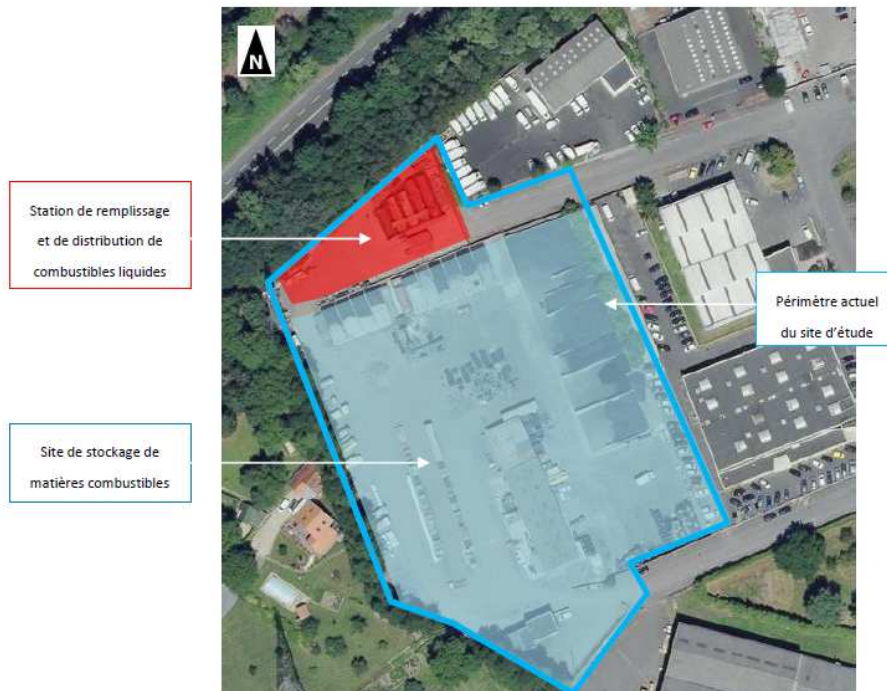 N
Station de remplissage
et de distribution de
combustibles liquides
Périmètre actuel
du site d’étude
Site de stockage de
matières combustibles